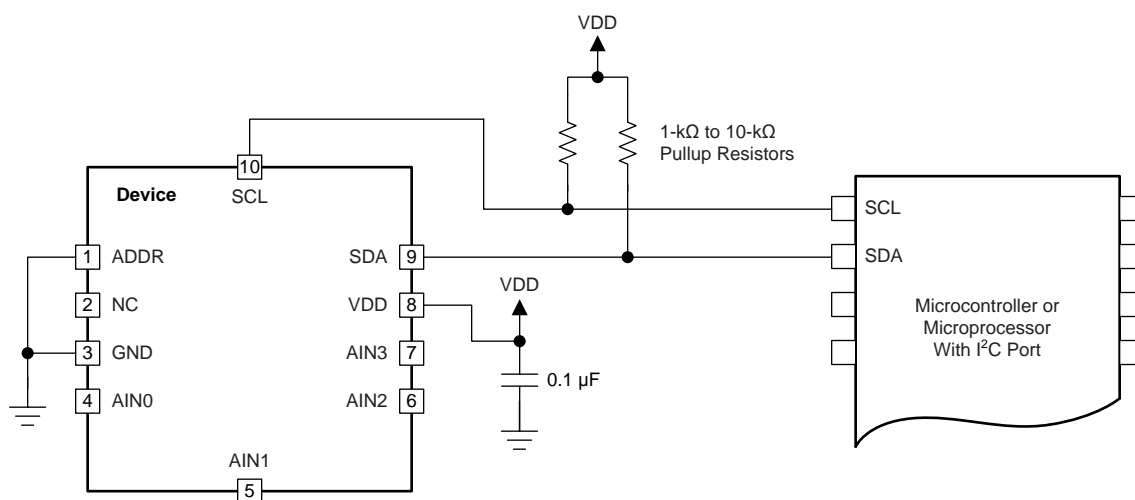 VDD
1-kΩ to 10-kΩ
Pullup Resistors
10
Device
SCL
SCL
1
ADDR
SDA
9
SDA
VDD
2
NC
VDD
8
Microcontroller or
Microprocessor
With I²C Port
3
GND
AIN3
7
0.1 µF
4
AIN0
AIN2
6
AIN1
5